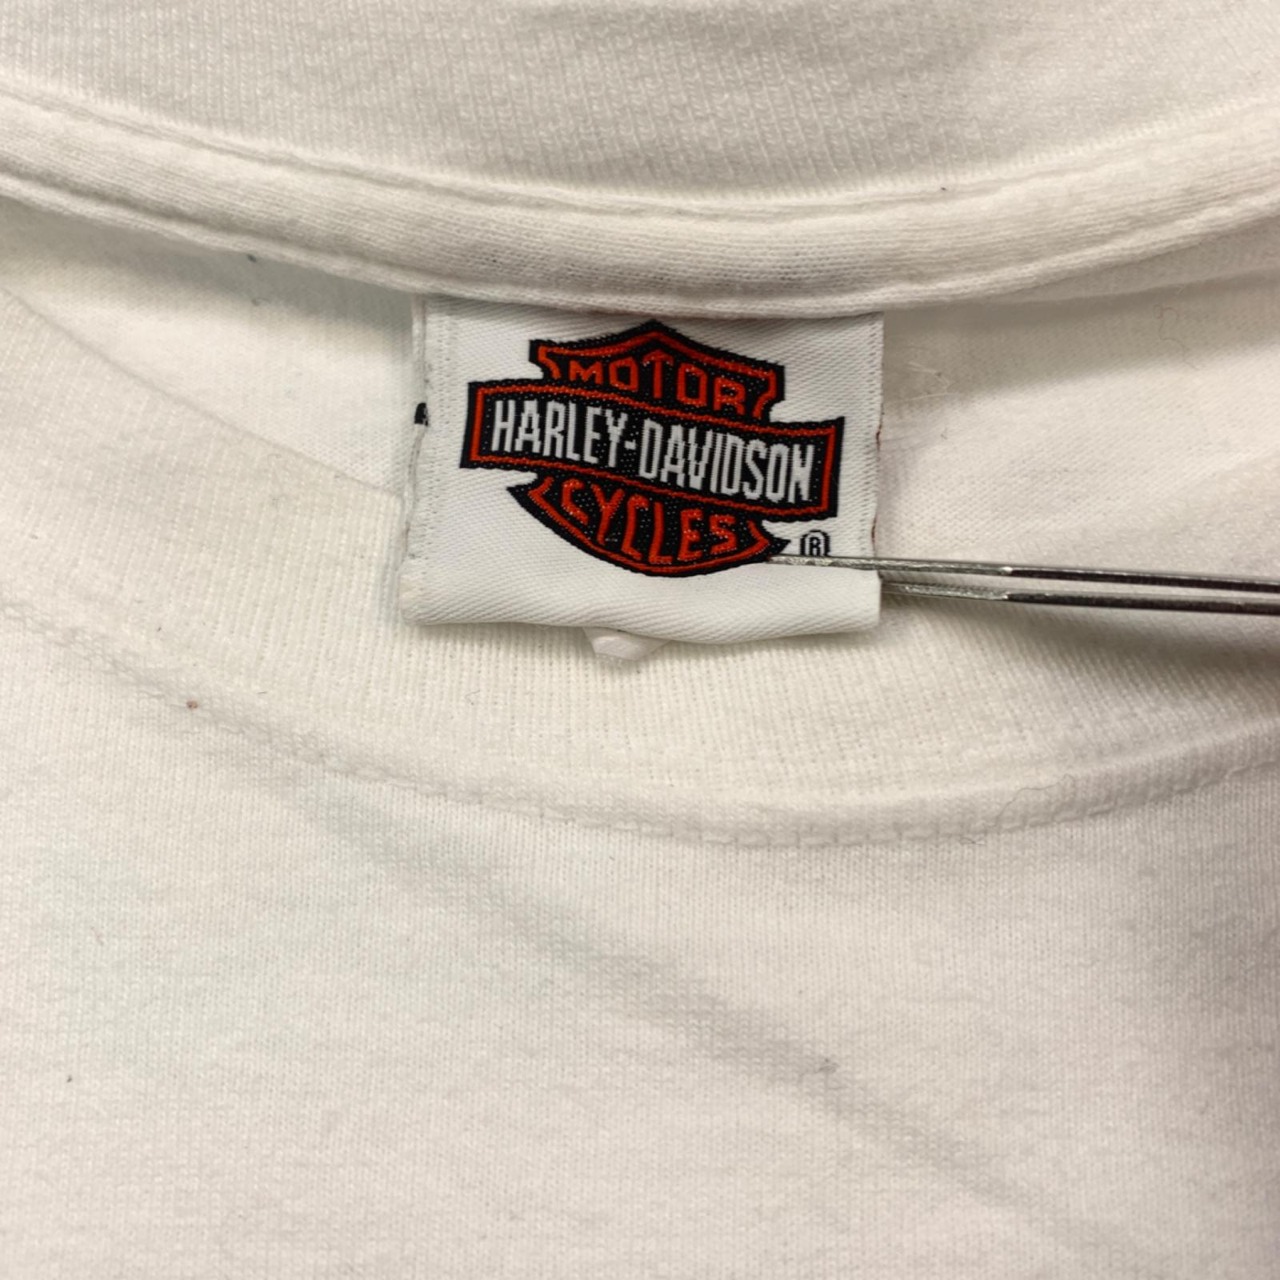 MOTOR
HARLEY-DAVIDSON
CYCLES
®